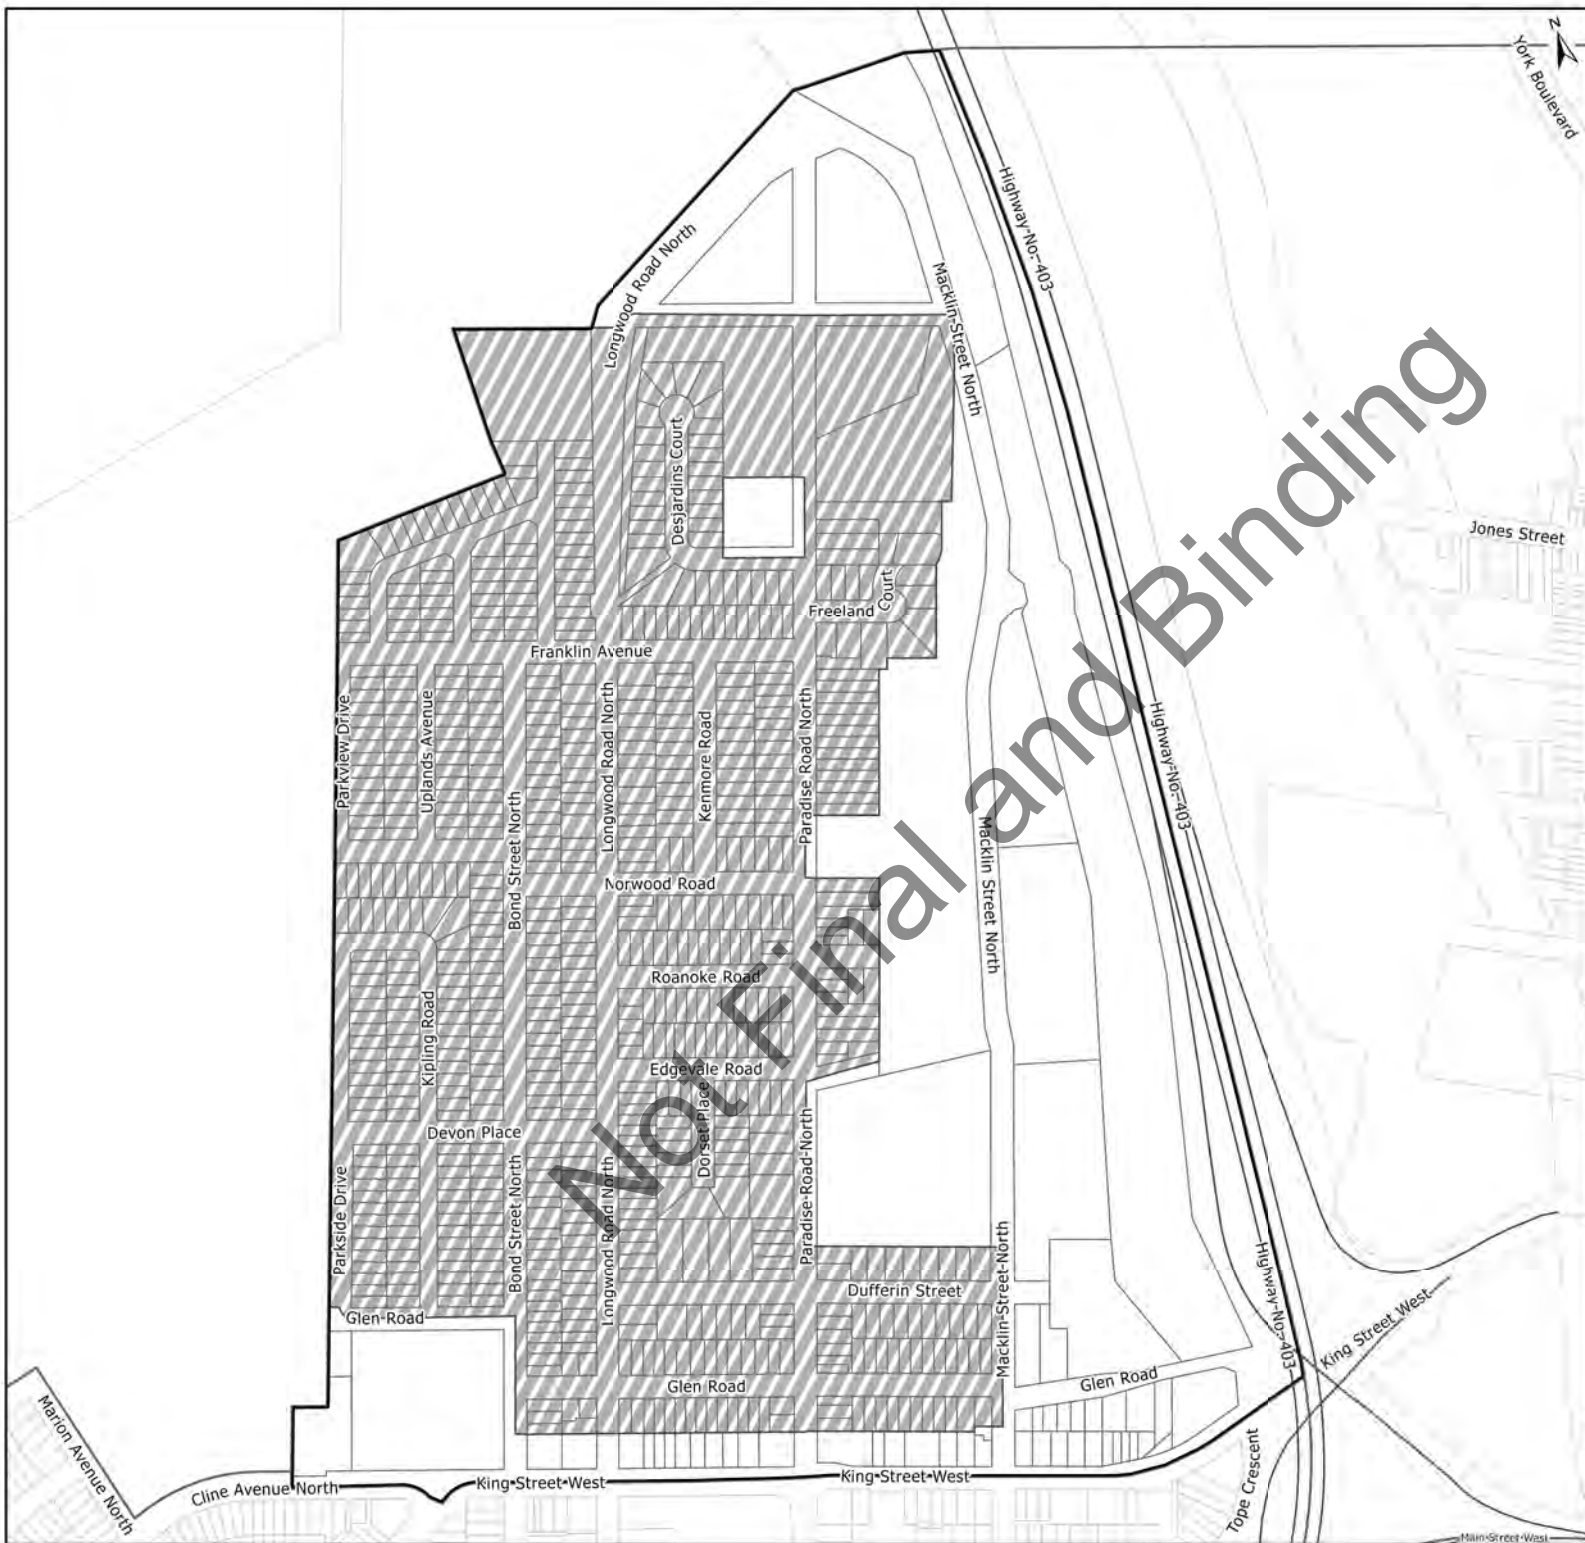 N
York Boulevard
Highway No. 403
Longwood Road North
Macklin Street North
Desjardins Court
Jones Street
Freeland Court
Franklin Avenue
Parkview Drive
Uplands Avenue
Longwood Road North
Kenmore Road
Paradise Road North
Highway No. 403
Bond Street North
Macklin Street North
Norwood Road
Roanoke Road
Kipling Road
Edgevale Road
Dorset Place
Devon Place
Paradise Road North
Parkside Drive
Bond Street North
Longwood Road North
Macklin Street North
Highway No. 403
Dufferin Street
Glen Road
King Street West
Glen Road
Glen Road
Marion Avenue North
Cline Avenue North
King Street West
King Street West
Tope Crescent
Main Street West
Not Final and Binding